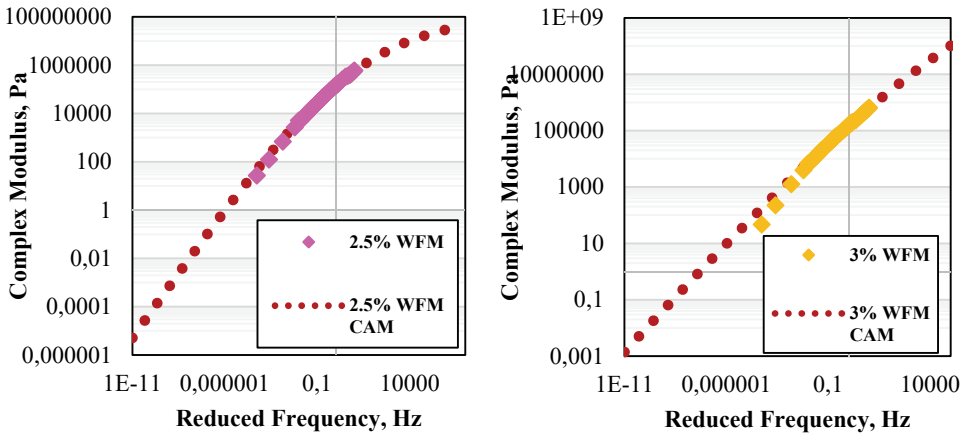 100000000
1000000
10000
100
1
0,01
0,0001
0,000001
Complex Modulus, Pa
1E-11
0,000001
0,1
10000
Reduced Frequency, Hz
2.5% WFM
2.5% WFM
CAM
1E+09
10000000
100000
1000
10
0,1
0,001
Complex Modulus, Pa
1E-11
0,000001
0,1
10000
Reduced Frequency, Hz
3% WFM
3% WFM
CAM